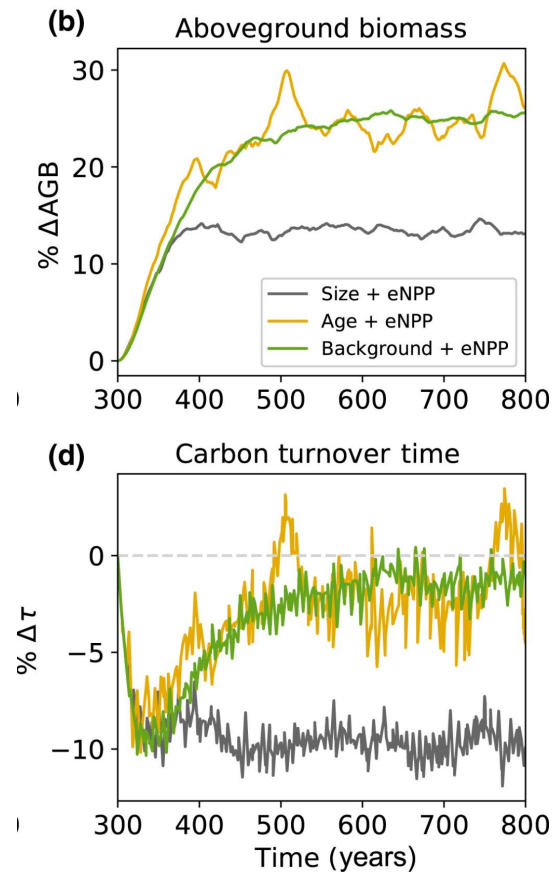 (b) Aboveground biomass
30
20
10
0
% ΔAGB
Size + eNPP
Age + eNPP
Background + eNPP
300 400 500 600 700 800
(d) Carbon turnover time
0
−5
−10
% Δτ
300 400 500 600 700 800
Time (years)